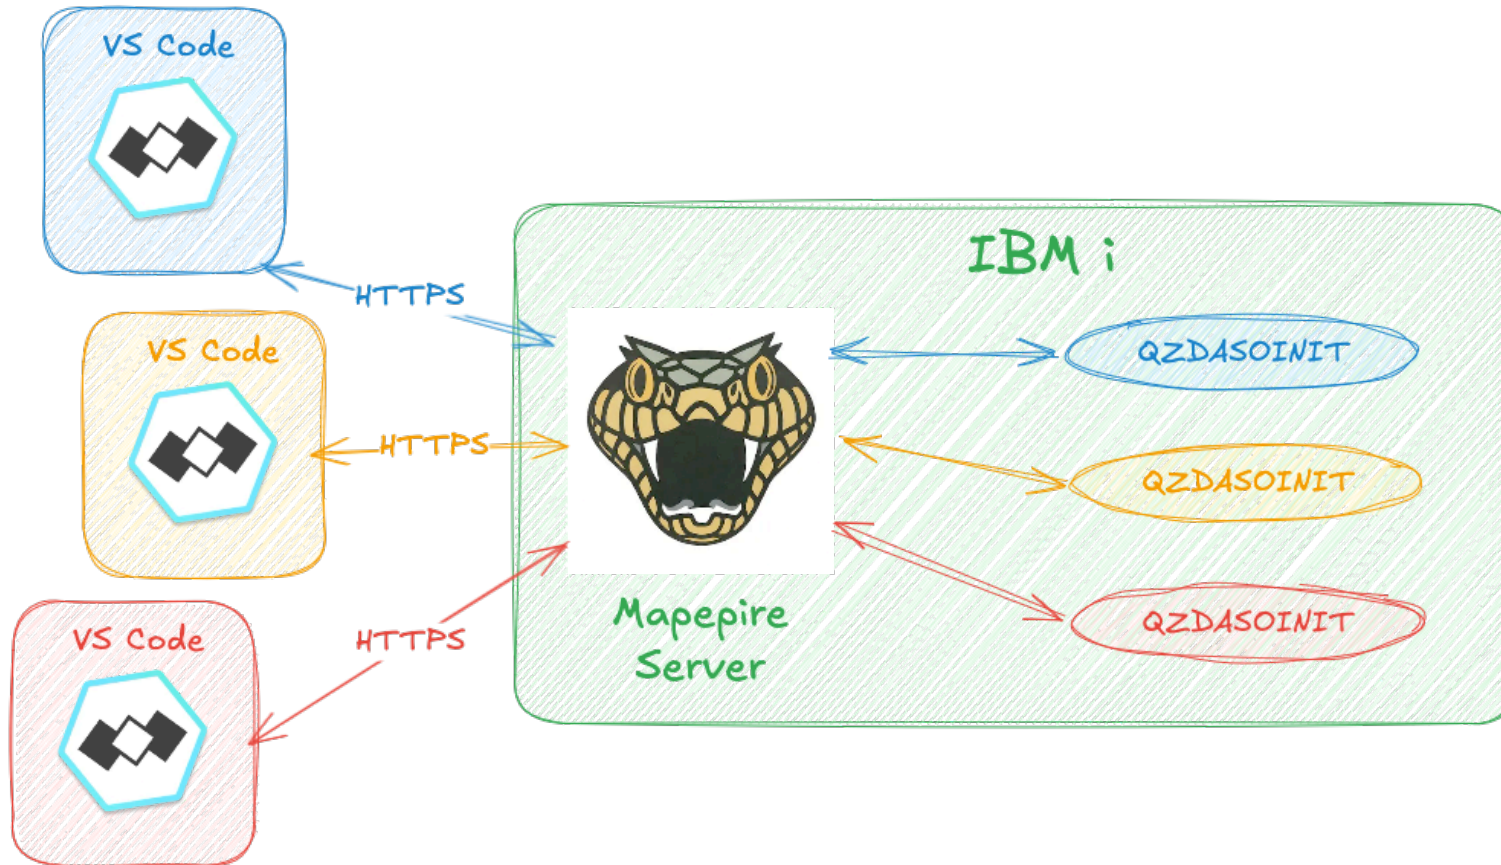 VS Code
HTTPS
VS Code
HTTPS
VS Code
HTTPS
IBM i
Mapepire
Server
QZDASOINIT
QZDASOINIT
QZDASOINIT